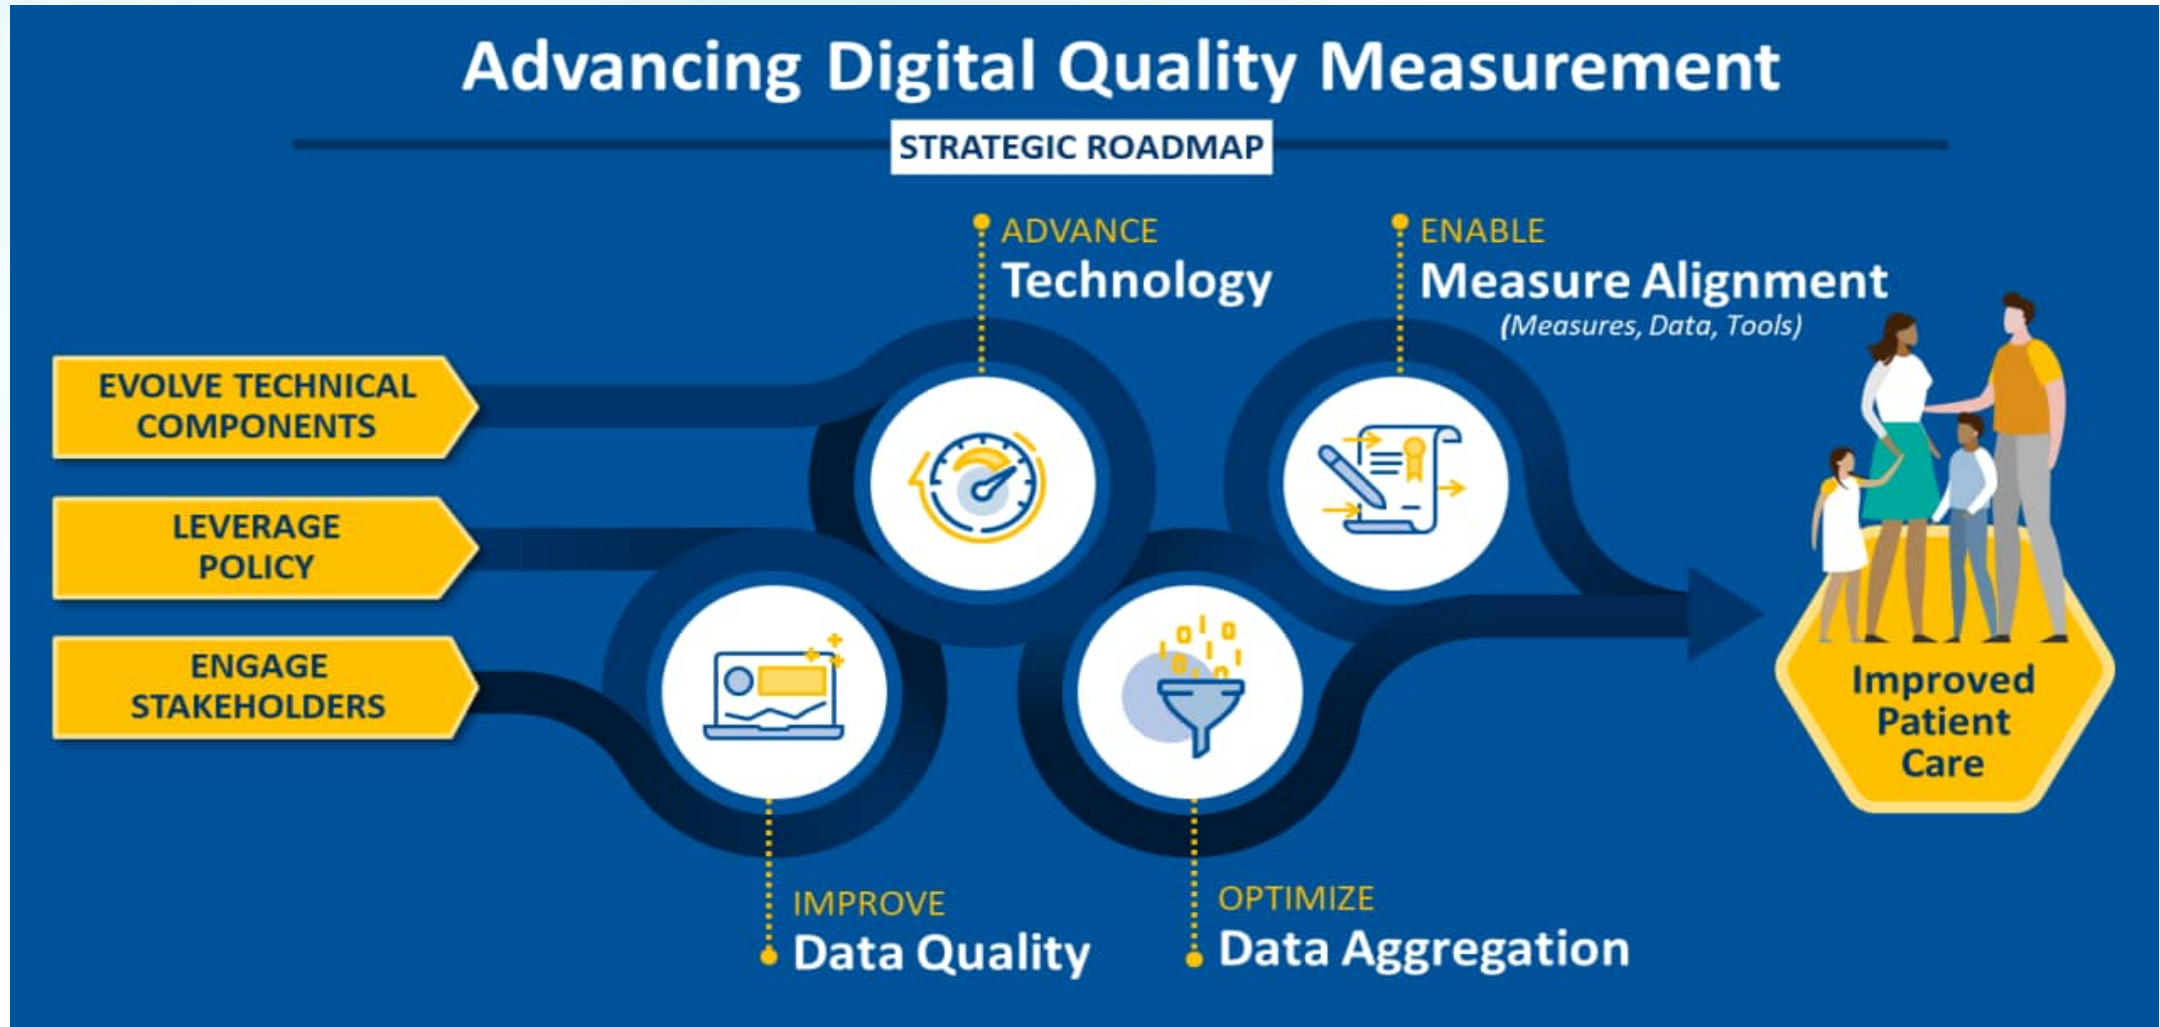 Advancing Digital Quality Measurement
STRATEGIC ROADMAP
ADVANCE
Technology
ENABLE
Measure Alignment
(Measures, Data, Tools)
EVOLVE TECHNICAL
COMPONENTS
LEVERAGE
POLICY
ENGAGE
STAKEHOLDERS
IMPROVE
Data Quality
OPTIMIZE
Data Aggregation
Improved
Patient
Care